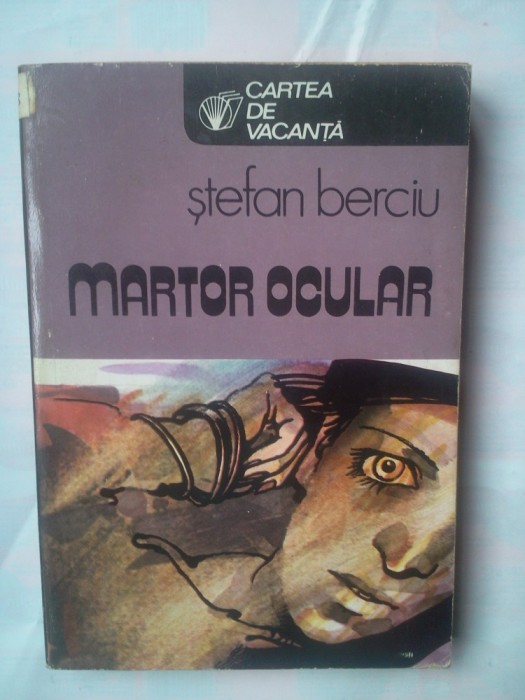 CARTEA
DE
VACANȚĂ
ștefan berciu
MARTOR OCULAR